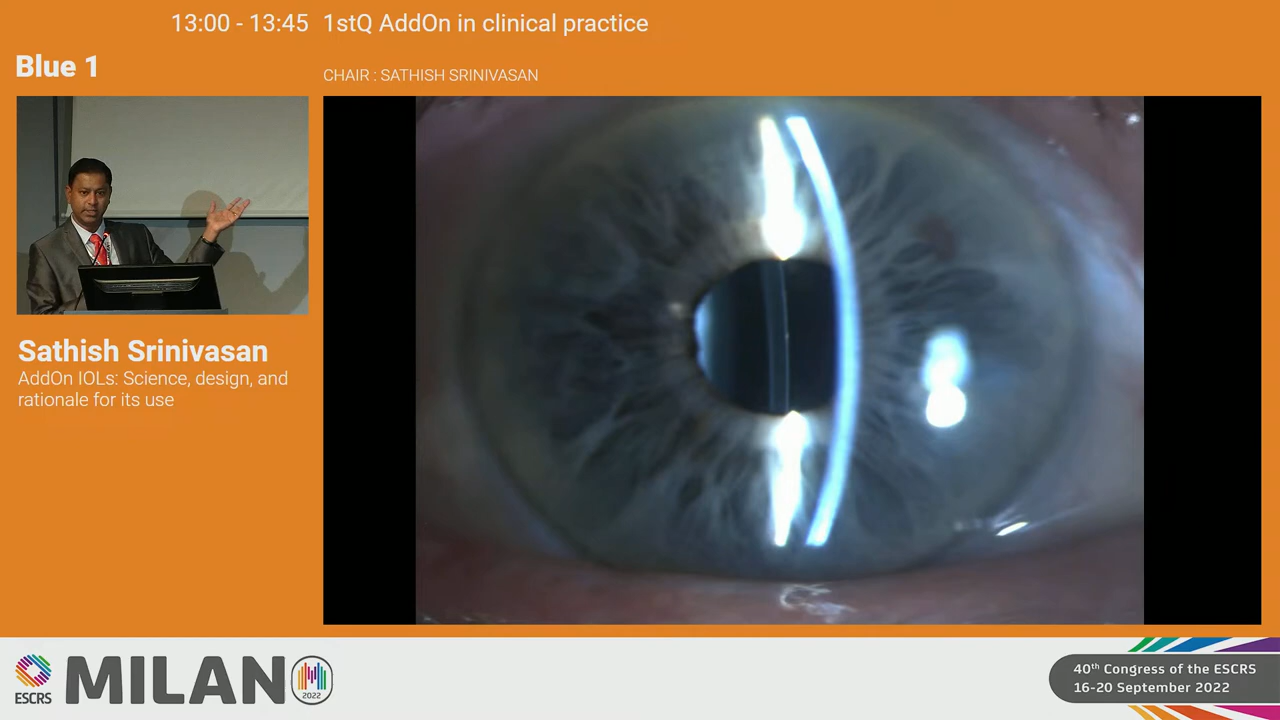 13:00 - 13:45 1stQ AddOn in clinical practice
Blue 1
CHAIR : SATHISH SRINIVASAN
Sathish Srinivasan
AddOn IOLs: Science, design, and
rationale for its use
ESCRS
MILANO
2022
40th Congress of the ESCRS
16-20 September 2022